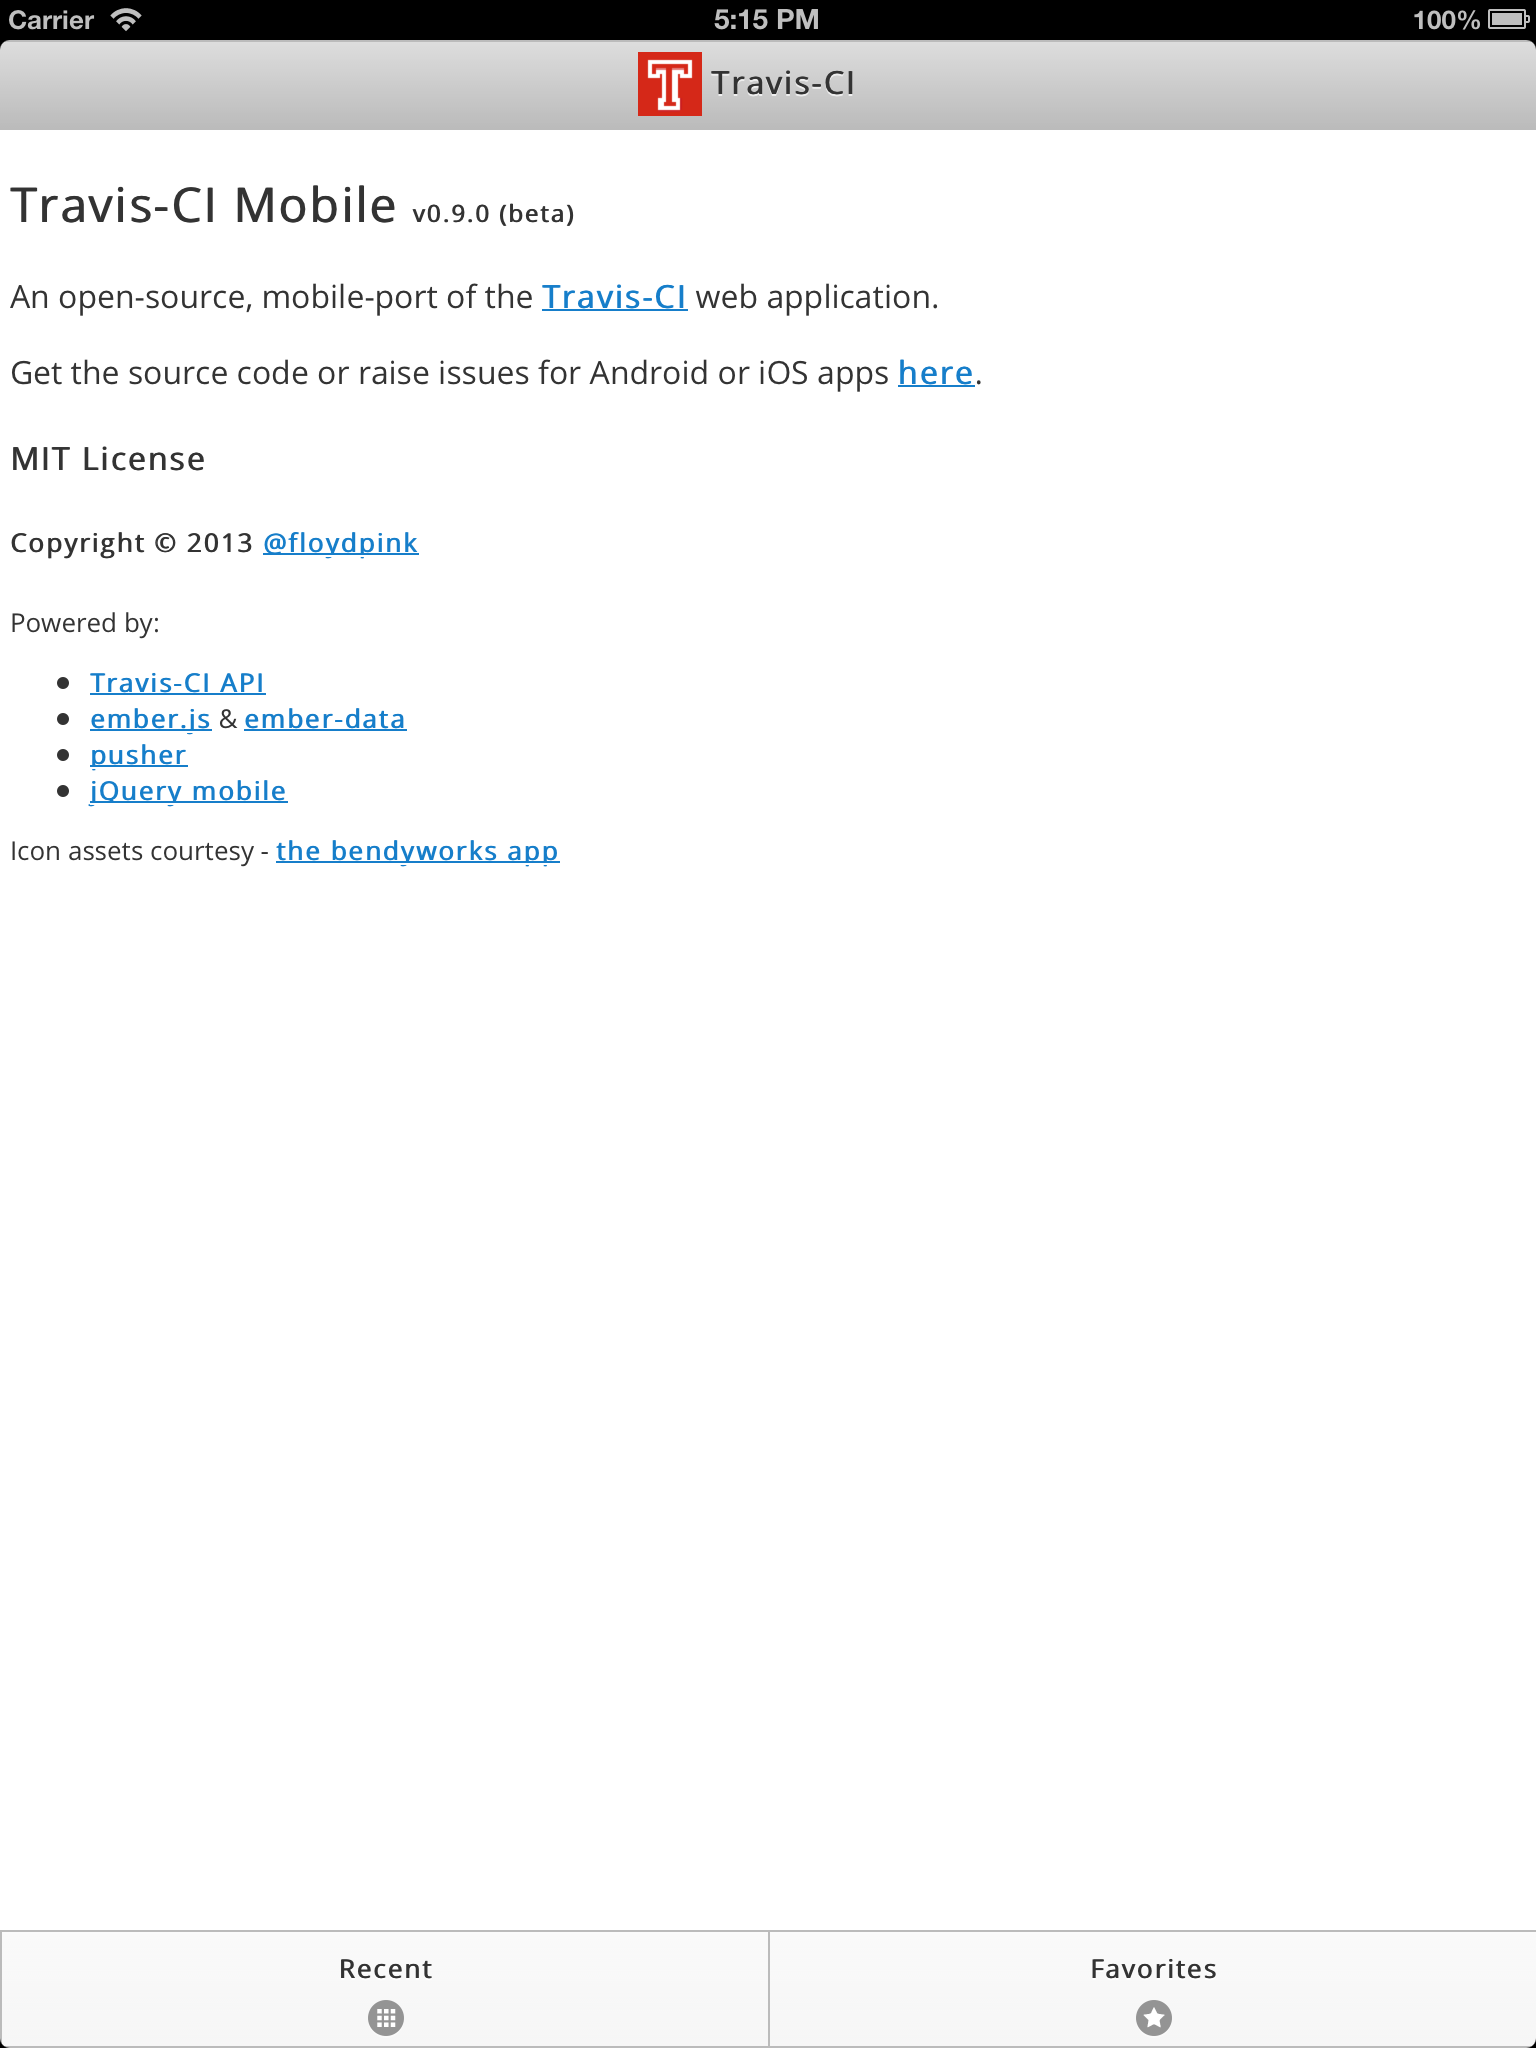 Carrier 5:15 PM 100%
T Travis-CI
Travis-CI Mobile v0.9.0 (beta)
An open-source, mobile-port of the Travis-CI web application.
Get the source code or raise issues for Android or iOS apps here.
MIT License
Copyright © 2013 @floydpink
Powered by:
Travis-CI API
ember.js & ember-data
pusher
jQuery mobile
Icon assets courtesy - the bendyworks app
Recent Favorites